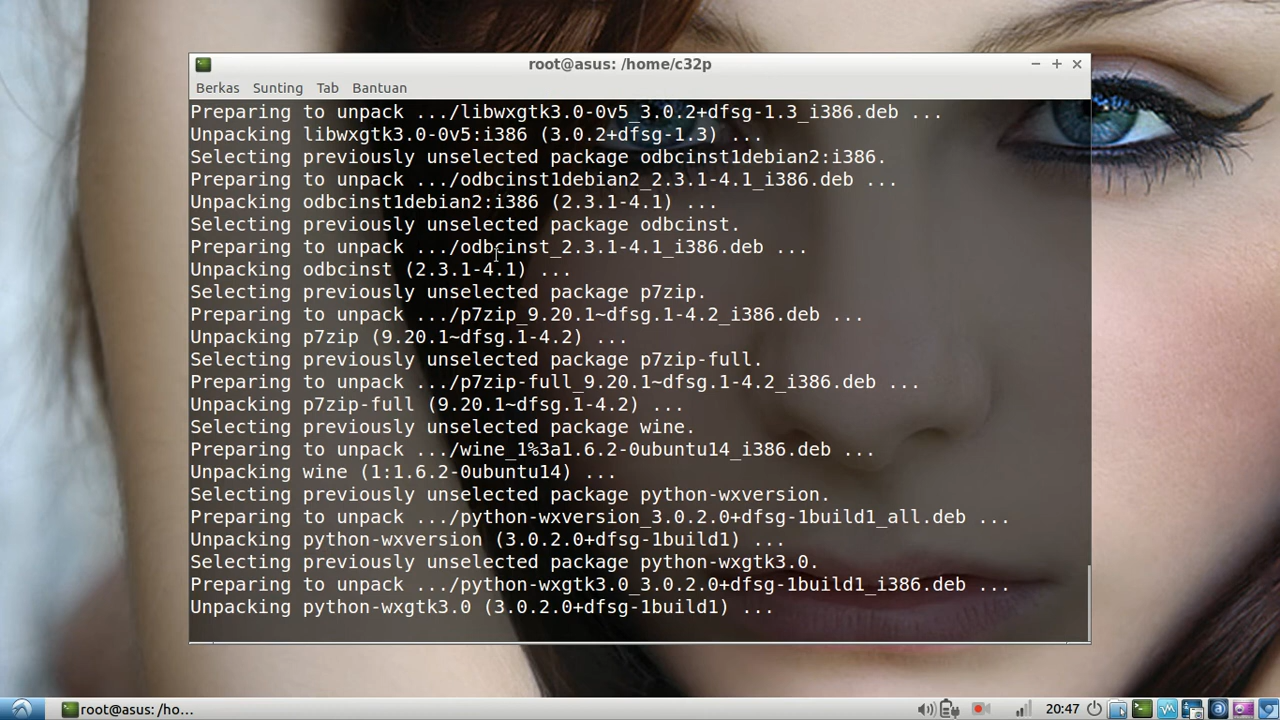 root@asus: /home/c32p
Berkas Sunting Tab Bantuan
Preparing to unpack .../libwxgtk3.0-0v5_3.0.2+dfsg-1.3_i386.deb ...
Unpacking libwxgtk3.0-0v5:i386 (3.0.2+dfsg-1.3) ...
Selecting previously unselected package odbcinst1debian2:i386.
Preparing to unpack .../odbcinst1debian2_2.3.1-4.1_i386.deb ...
Unpacking odbcinst1debian2:i386 (2.3.1-4.1) ...
Selecting previously unselected package odbcinst.
Preparing to unpack .../odbcinst_2.3.1-4.1_i386.deb ...
Unpacking odbcinst (2.3.1-4.1) ...
Selecting previously unselected package p7zip.
Preparing to unpack .../p7zip_9.20.1~dfsg.1-4.2_i386.deb ...
Unpacking p7zip (9.20.1~dfsg.1-4.2) ...
Selecting previously unselected package p7zip-full.
Preparing to unpack .../p7zip-full_9.20.1~dfsg.1-4.2_i386.deb ...
Unpacking p7zip-full (9.20.1~dfsg.1-4.2) ...
Selecting previously unselected package wine.
Preparing to unpack .../wine_1%3a1.6.2-0ubuntu14_i386.deb ...
Unpacking wine (1:1.6.2-0ubuntu14) ...
Selecting previously unselected package python-wxversion.
Preparing to unpack .../python-wxversion_3.0.2.0+dfsg-1build1_all.deb ...
Unpacking python-wxversion (3.0.2.0+dfsg-1build1) ...
Selecting previously unselected package python-wxgtk3.0.
Preparing to unpack .../python-wxgtk3.0_3.0.2.0+dfsg-1build1_i386.deb ...
Unpacking python-wxgtk3.0 (3.0.2.0+dfsg-1build1) ...
root@asus: /ho... 20:47